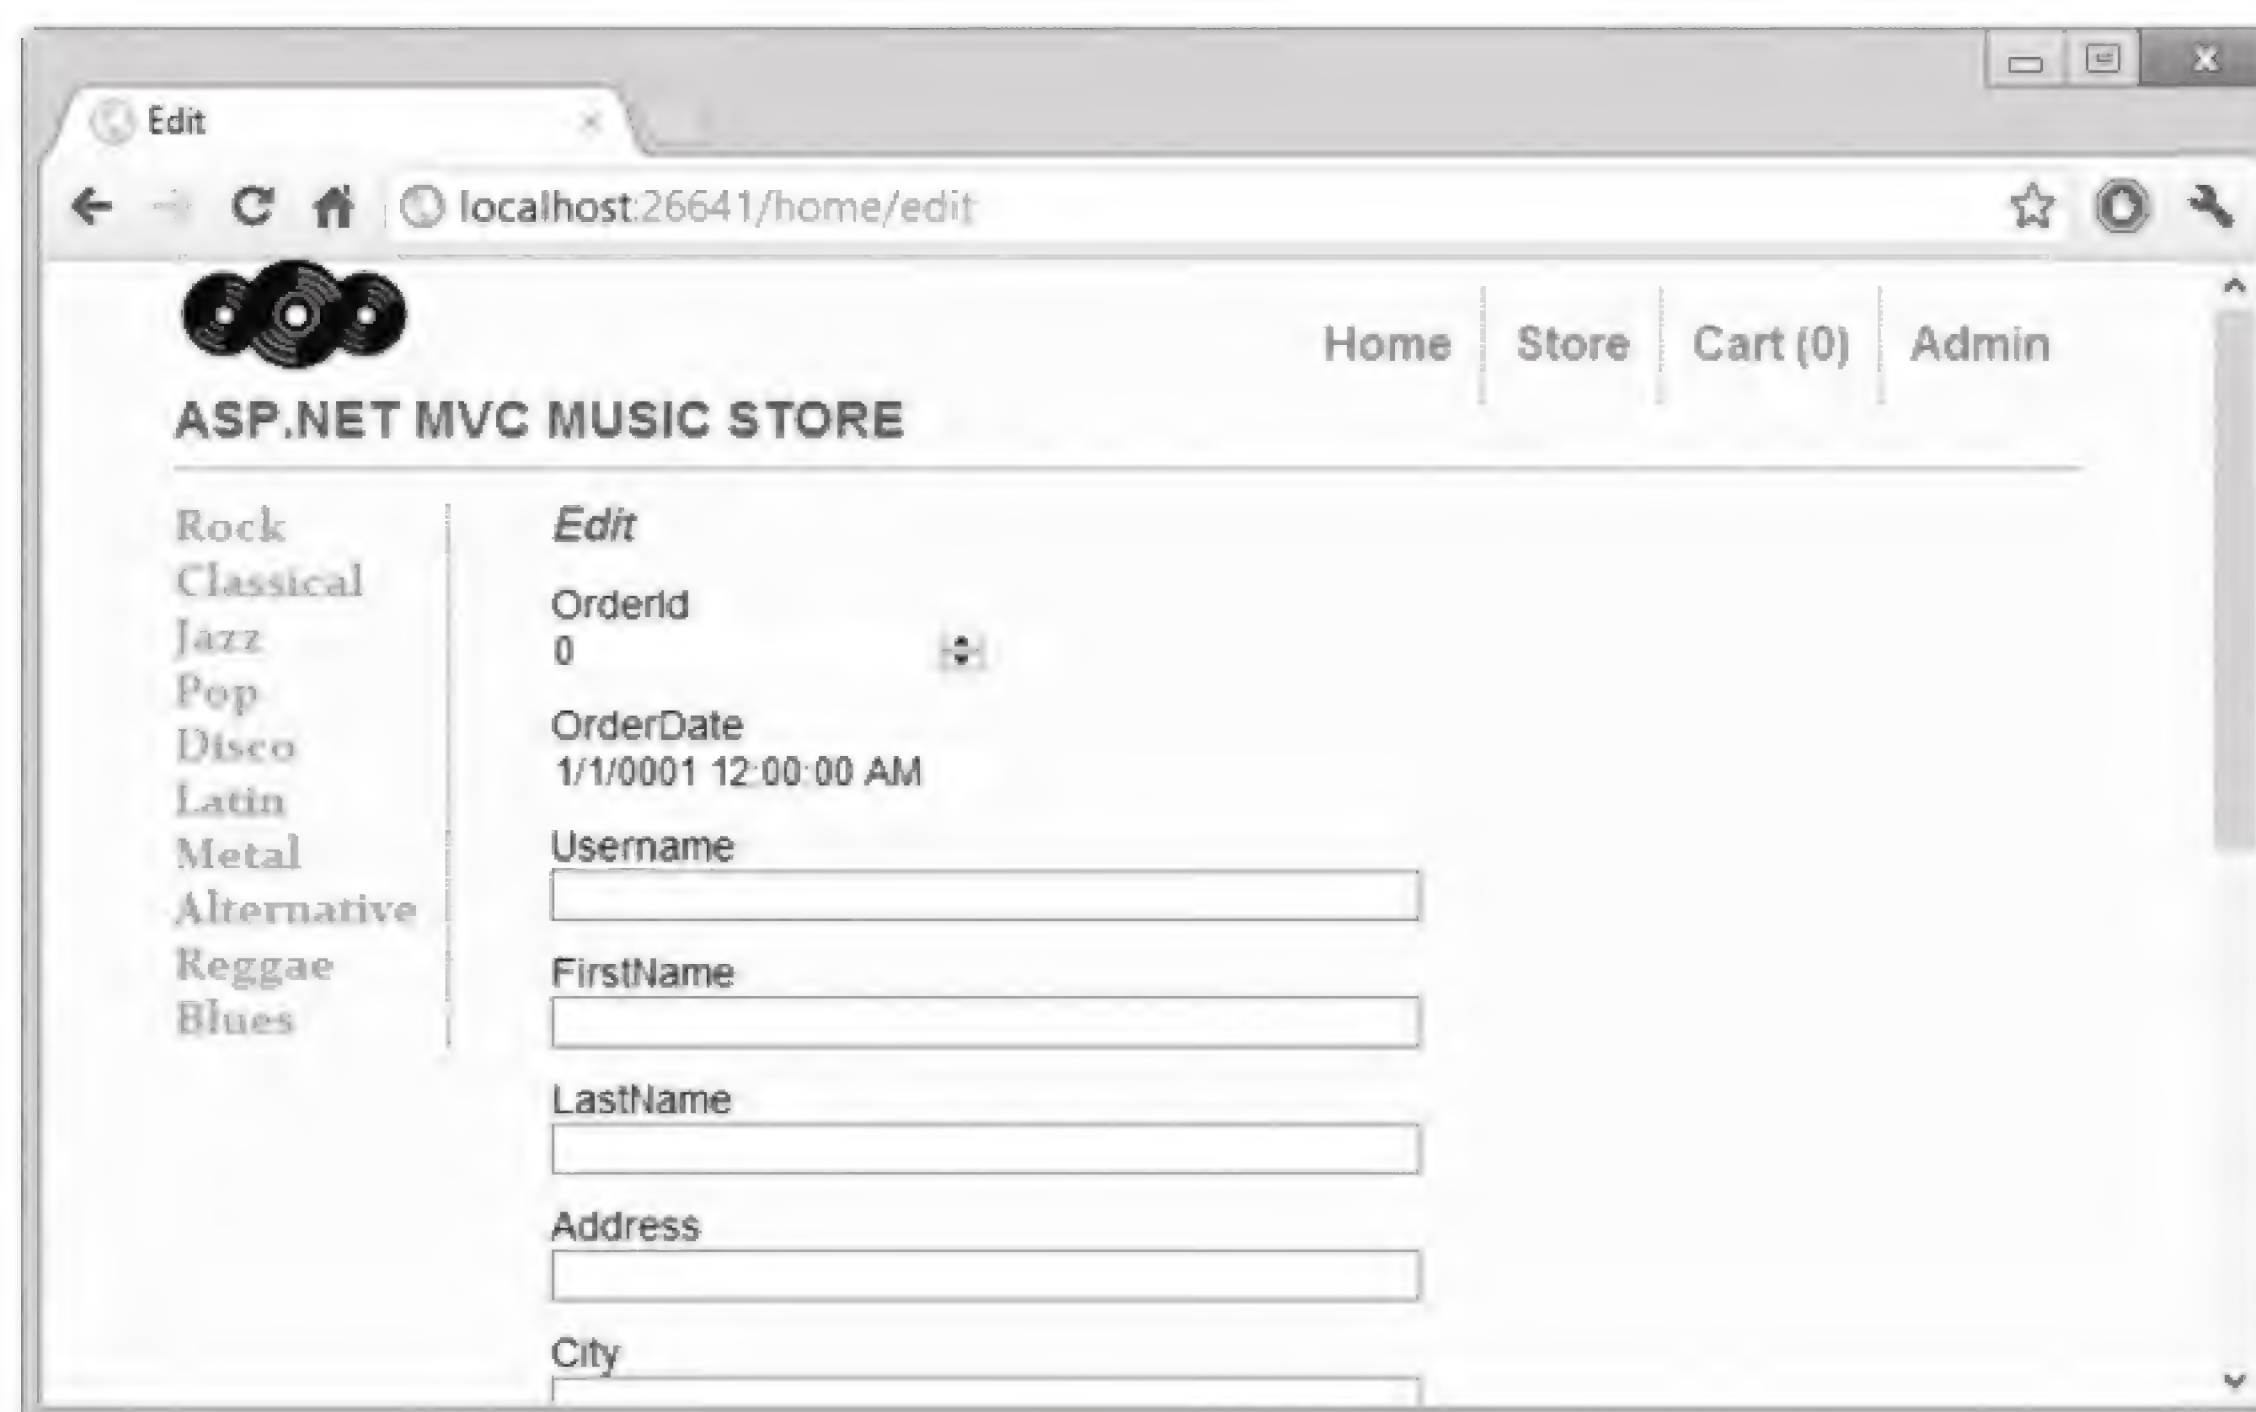 Edit
localhost:26641/home/edit
Home Store Cart (0) Admin
ASP.NET MVC MUSIC STORE
Rock
Classical
Jazz
Pop
Disco
Latin
Metal
Alternative
Reggae
Blues
Edit
OrderId
0
OrderDate
1/1/0001 12:00:00 AM
Username
FirstName
LastName
Address
City